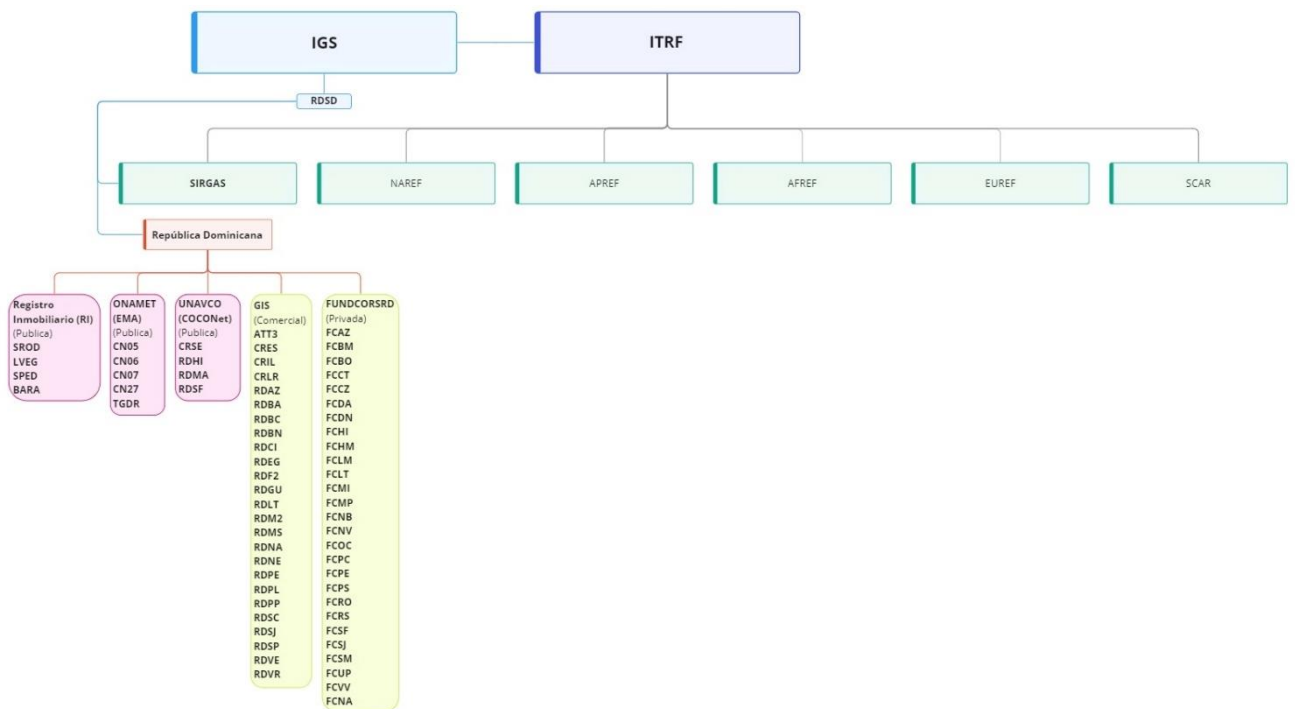 IGS
ITRF
RDSD
SIRGAS
NAREF
APREF
AFREF
EUREF
SCAR
República Dominicana
Registro
Inmobiliario (RI)
(Publica)
SROD
LVEG
SPED
BARA
ONAMET
(EMA)
(Publica)
CN05
CN06
CN07
CN27
TGDR
UNAVCO
(COCONet)
(Publica)
CRSE
RDHI
RDMA
RDSF
GIS
(Comercial)
ATT3
CRES
CRIL
CRLR
RDAZ
RDBA
RDBC
RDBN
RDCI
RDEG
RDF2
RDGU
RDLT
RDM2
RDMS
RDNA
RDNE
RDPE
RDPL
RDPP
RDSC
RDSJ
RDSP
RDVE
RDVR
FUNDCORSRD
(Privada)
FCAZ
FCBM
FCBO
FCCT
FCCZ
FCDA
FCDN
FCHI
FCHM
FCLM
FCLT
FCMI
FCMP
FCNB
FCNV
FCOC
FCPC
FCPE
FCPS
FCRO
FCRS
FCSF
FCSJ
FCSM
FCUP
FCVV
FCNA